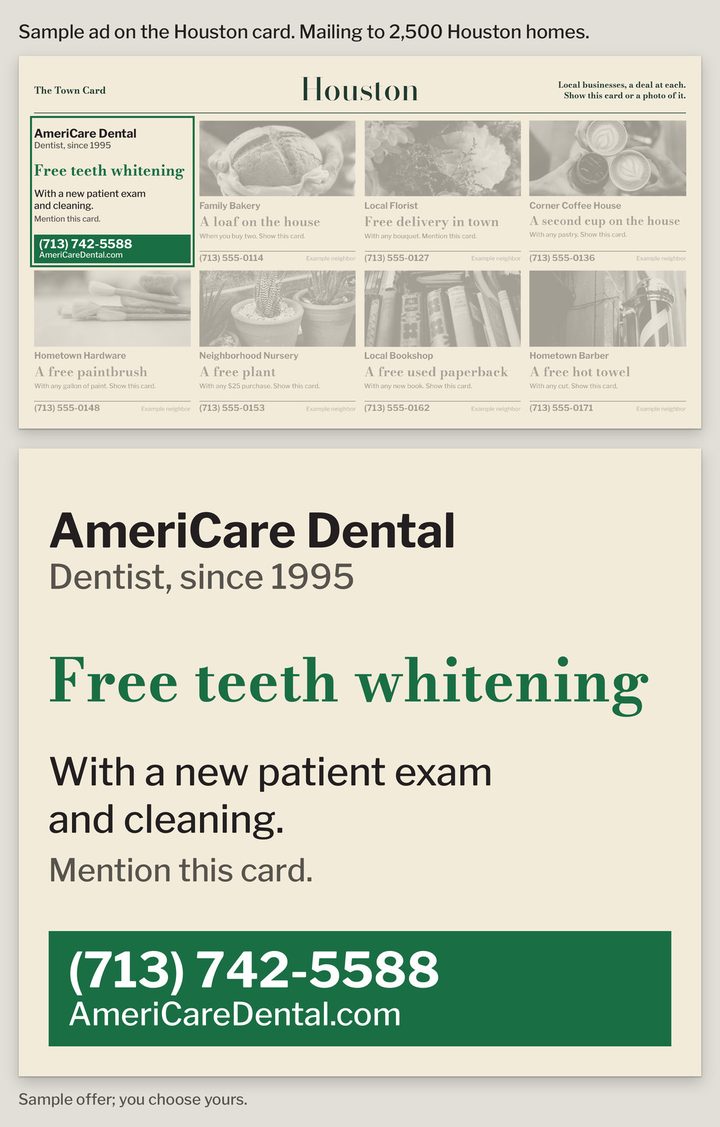 Sample ad on the Houston card. Mailing to 2,500 Houston homes.
The Town Card
Houston
Local businesses, a deal at each.
Show this card or a photo of it.
AmeriCare Dental
Dentist, since 1995
Free teeth whitening
With a new patient exam
and cleaning.
Mention this card.
(713) 742-5588
AmeriCareDental.com
Family Bakery
A loaf on the house
When you buy two. Show this card.
(713) 555-0114
Example neighbor
Local Florist
Free delivery in town
With any bouquet. Mention this card.
(713) 555-0127
Example neighbor
Corner Coffee House
A second cup on the house
With any pastry. Show this card.
(713) 555-0136
Example neighbor
Hometown Hardware
A free paintbrush
With any gallon of paint. Show this card.
(713) 555-0148
Example neighbor
Neighborhood Nursery
A free plant
With any $25 purchase. Show this card.
(713) 555-0153
Example neighbor
Local Bookshop
A free used paperback
With any new book. Show this card.
(713) 555-0162
Example neighbor
Hometown Barber
A free hot towel
With any cut. Show this card.
(713) 555-0171
Example neighbor
AmeriCare Dental
Dentist, since 1995
Free teeth whitening
With a new patient exam
and cleaning.
Mention this card.
(713) 742-5588
AmeriCareDental.com
Sample offer; you choose yours.